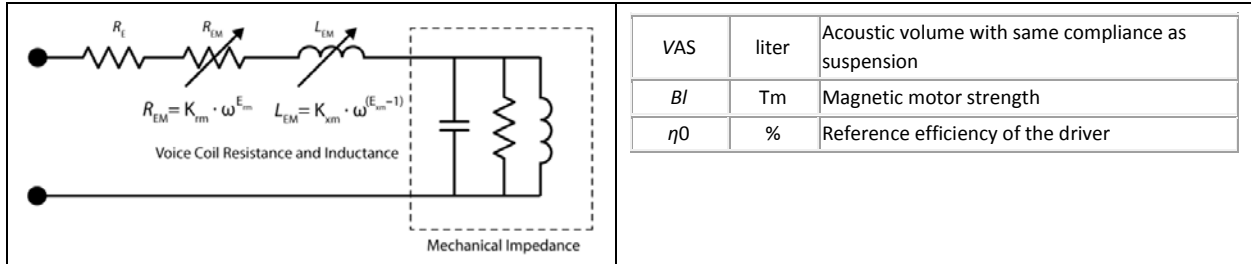 R_E R_EM L_EM
R_EM = K_rm · ω^E_rm L_EM = K_xm · ω^(E_xm−1)
Voice Coil Resistance and Inductance
Mechanical Impedance
VAS liter Acoustic volume with same compliance as
suspension
Bl Tm Magnetic motor strength
η0 % Reference efficiency of the driver